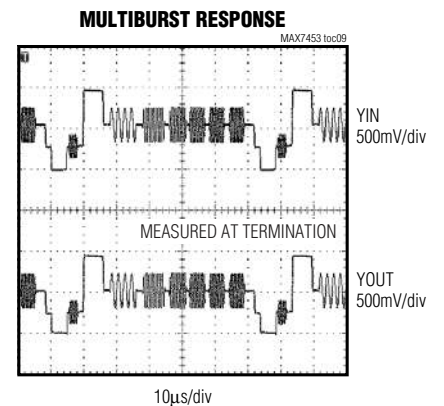 MULTIBURST RESPONSE
MAX7453 toc09
YIN
500mV/div
MEASURED AT TERMINATION
YOUT
500mV/div
10μs/div